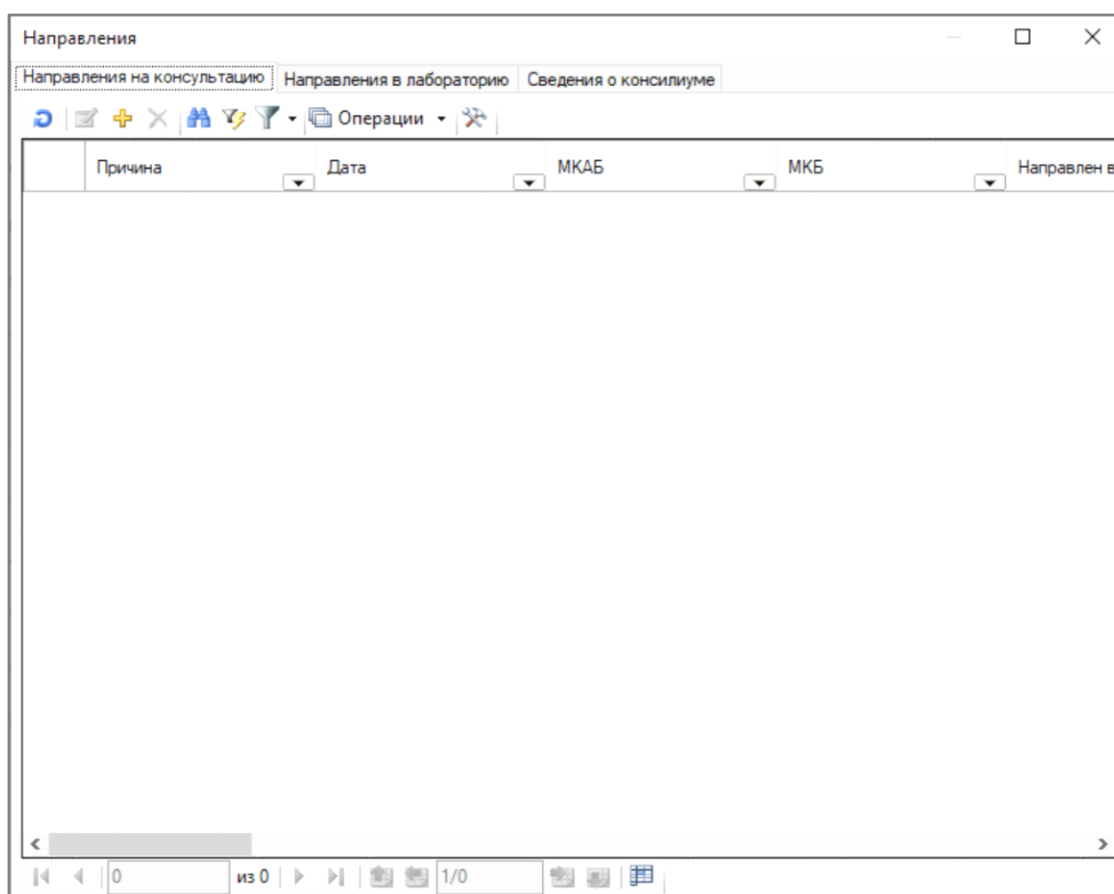 Направления
Направления на консультацию Направления в лабораторию Сведения о консилиуме
Операции
Причина Дата МКАБ МКБ Направлен в
0 из 0 1/0